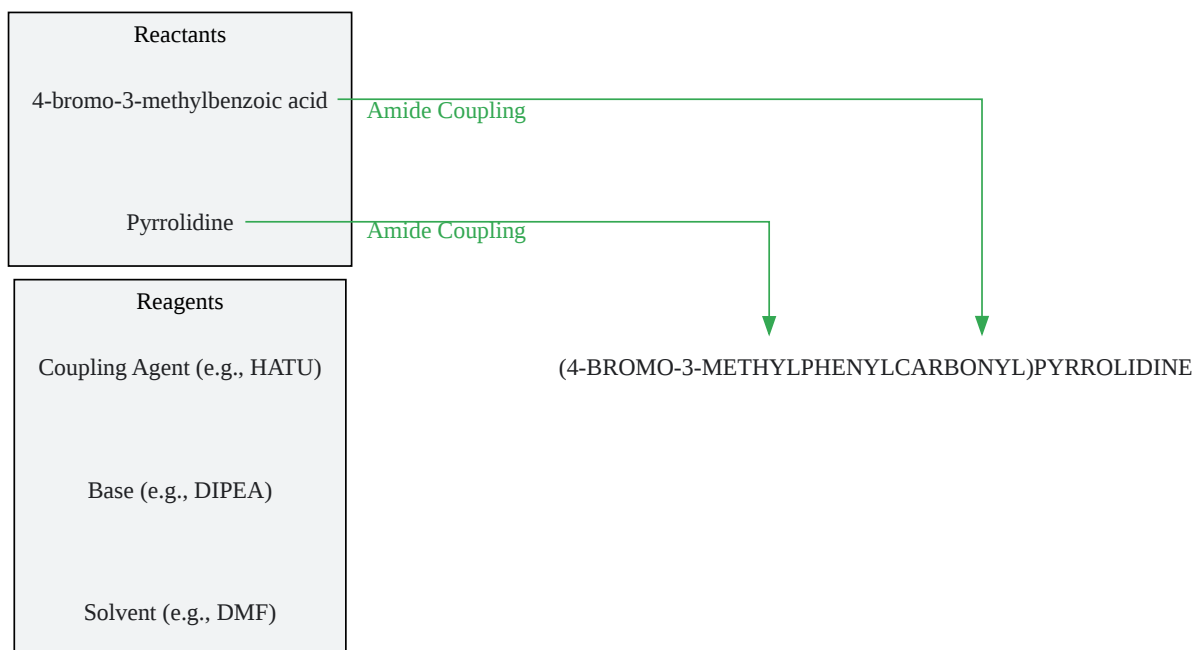 Reactants
4-bromo-3-methylbenzoic acid
Amide Coupling
Pyrrolidine
Amide Coupling
Reagents
Coupling Agent (e.g., HATU)
(4-BROMO-3-METHYLPHENYLCARBONYL)PYRROLIDINE
Base (e.g., DIPEA)
Solvent (e.g., DMF)